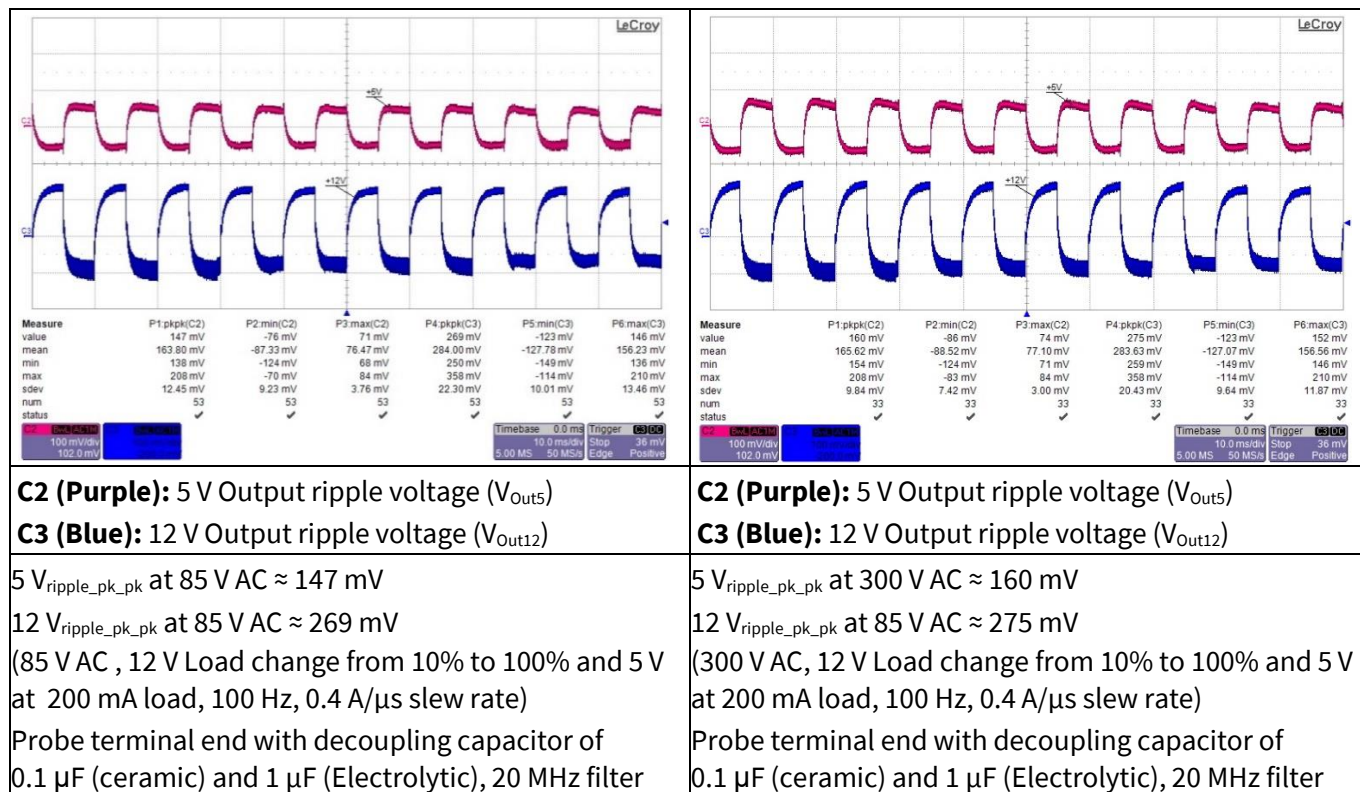 LeCroy
+5V
C2
+12V
C3
Measure P1:pkpk(C2) P2:min(C2) P3:max(C2) P4:pkpk(C3) P5:min(C3) P6:max(C3)
value 147 mV -76 mV 71 mV 269 mV -123 mV 146 mV
mean 163.80 mV -87.33 mV 76.47 mV 284.00 mV -127.78 mV 156.23 mV
min 138 mV -124 mV 68 mV 250 mV -149 mV 136 mV
max 208 mV -70 mV 84 mV 358 mV -114 mV 210 mV
sdev 12.45 mV 9.23 mV 3.76 mV 22.30 mV 10.01 mV 13.46 mV
num 53 53 53 53 53 53
status
C2
100 mV/div
102.0 mV
Timebase 0.0 ms Trigger C3 DC
10.0 ms/div Stop 36 mV
5.00 MS 50 MS/s Edge Positive
C2 (Purple): 5 V Output ripple voltage (VOut5)
C3 (Blue): 12 V Output ripple voltage (VOut12)
5 Vripple_pk_pk at 85 V AC ≈ 147 mV
12 Vripple_pk_pk at 85 V AC ≈ 269 mV
(85 V AC , 12 V Load change from 10% to 100% and 5 V
at 200 mA load, 100 Hz, 0.4 A/µs slew rate)
Probe terminal end with decoupling capacitor of
0.1 µF (ceramic) and 1 µF (Electrolytic), 20 MHz filter
LeCroy
+5V
C2
+12V
C3
Measure P1:pkpk(C2) P2:min(C2) P3:max(C2) P4:pkpk(C3) P5:min(C3) P6:max(C3)
value 160 mV -86 mV 74 mV 275 mV -123 mV 152 mV
mean 165.62 mV -88.52 mV 77.10 mV 283.63 mV -127.07 mV 156.56 mV
min 154 mV -124 mV 71 mV 259 mV -149 mV 146 mV
max 208 mV -83 mV 84 mV 358 mV -114 mV 210 mV
sdev 9.84 mV 7.42 mV 3.00 mV 20.43 mV 9.64 mV 11.87 mV
num 33 33 33 33 33 33
status
C2
100 mV/div
102.0 mV
Timebase 0.0 ms Trigger C3 DC
10.0 ms/div Stop 36 mV
5.00 MS 50 MS/s Edge Positive
C2 (Purple): 5 V Output ripple voltage (VOut5)
C3 (Blue): 12 V Output ripple voltage (VOut12)
5 Vripple_pk_pk at 300 V AC ≈ 160 mV
12 Vripple_pk_pk at 85 V AC ≈ 275 mV
(300 V AC, 12 V Load change from 10% to 100% and 5 V
at 200 mA load, 100 Hz, 0.4 A/µs slew rate)
Probe terminal end with decoupling capacitor of
0.1 µF (ceramic) and 1 µF (Electrolytic), 20 MHz filter